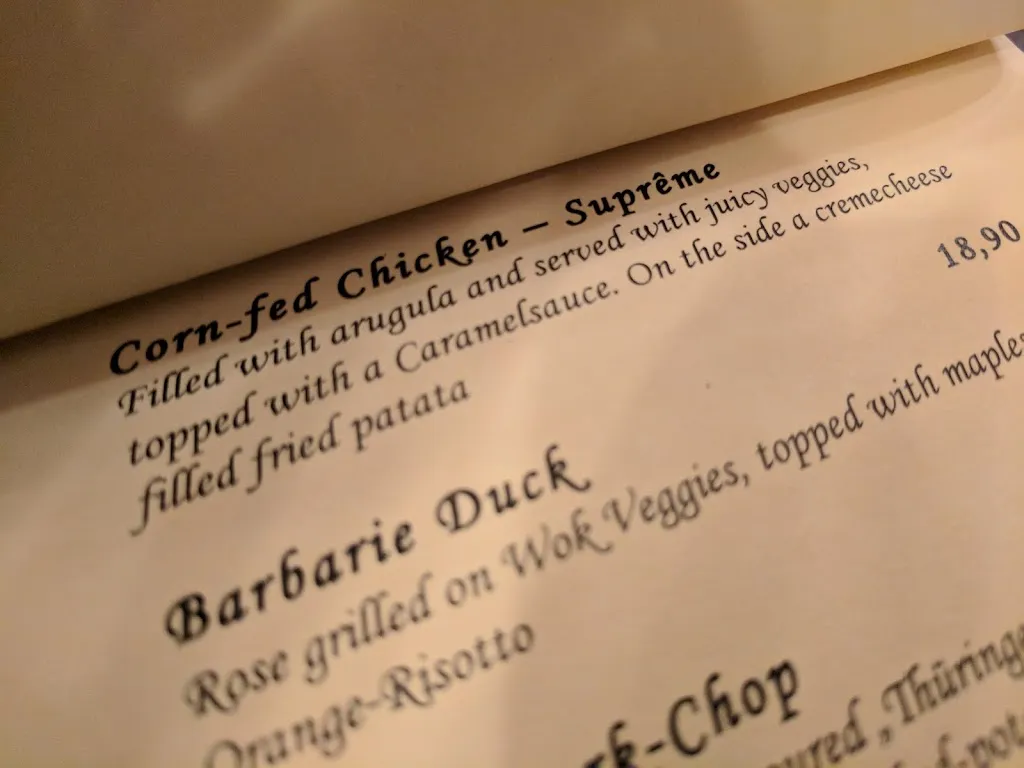 Corn-fed Chicken – Suprême
Filled with arugula and served with juicy veggies,
topped with a Caramelsauce. On the side a cremecheese
filled fried patata
18,90
Barbarie Duck
Rose grilled on Wok Veggies, topped with maple
Orange-Risotto
rk-Chop
oured „Thüringe